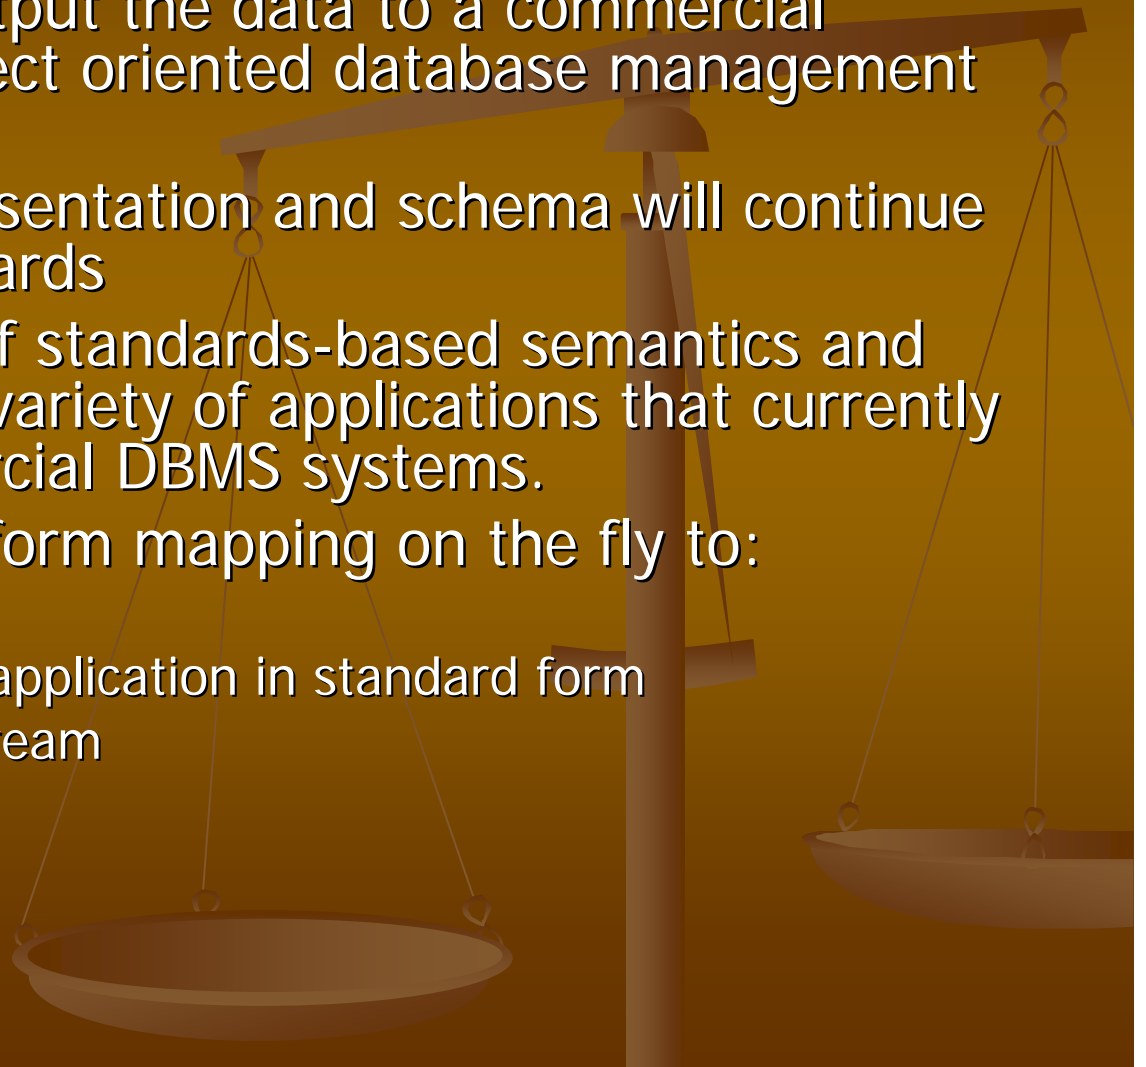 tput the data to a commercial
ect oriented database management
sentation and schema will continue
ards
f standards-based semantics and
variety of applications that currently
rcial DBMS systems.
form mapping on the fly to:
application in standard form
ream